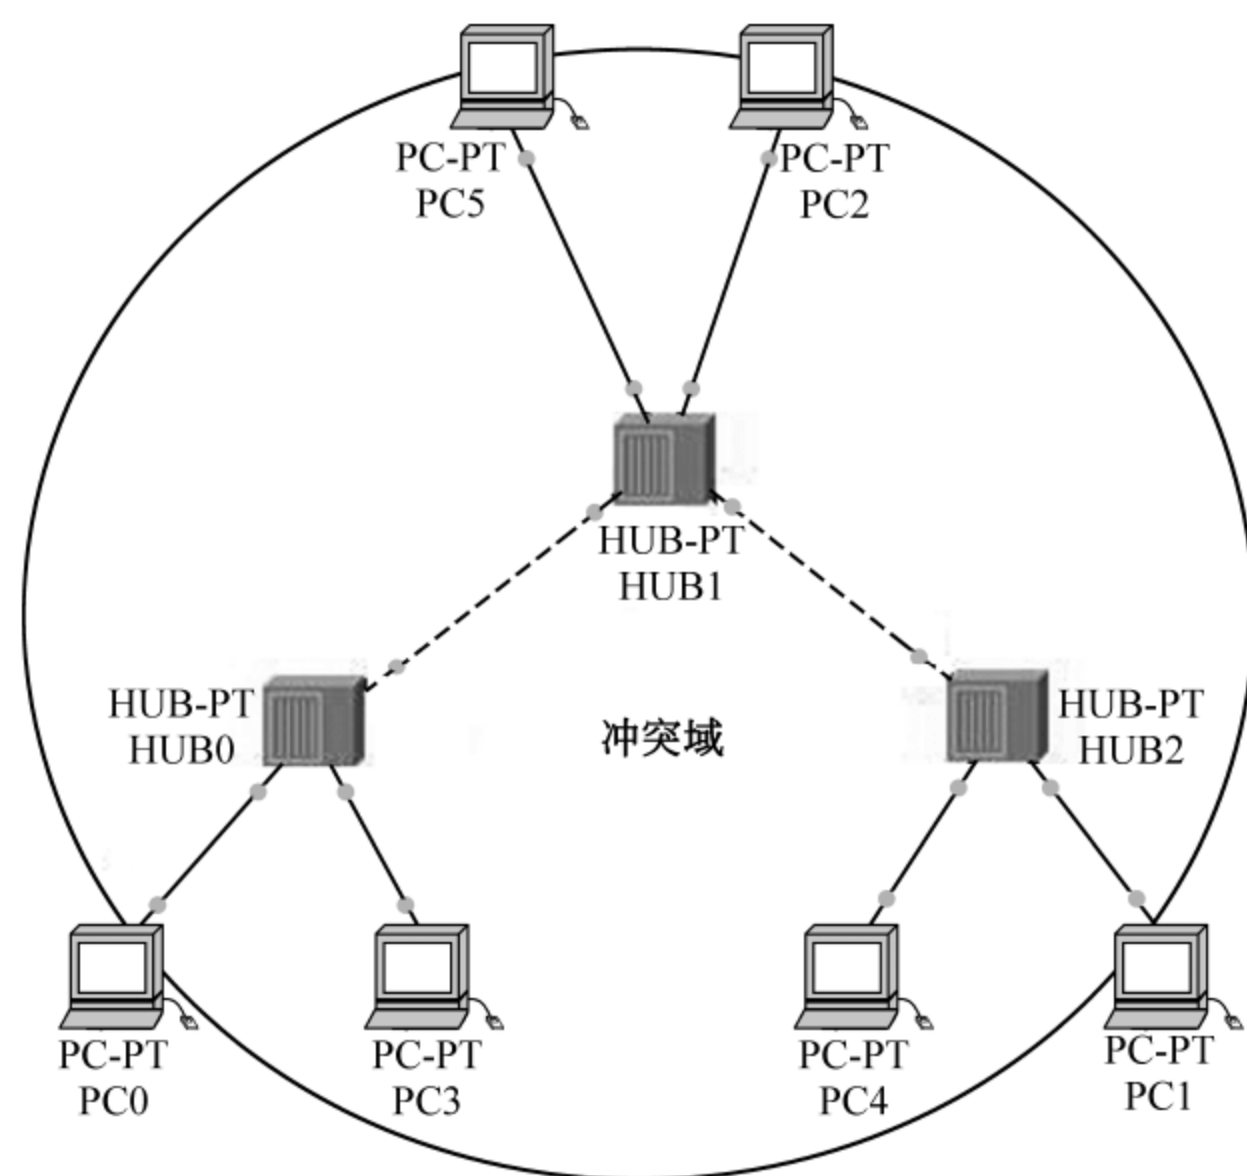 PC-PT
PC5
PC-PT
PC2
HUB-PT
HUB1
HUB-PT
HUB0
冲突域
HUB-PT
HUB2
PC-PT
PC0
PC-PT
PC3
PC-PT
PC4
PC-PT
PC1